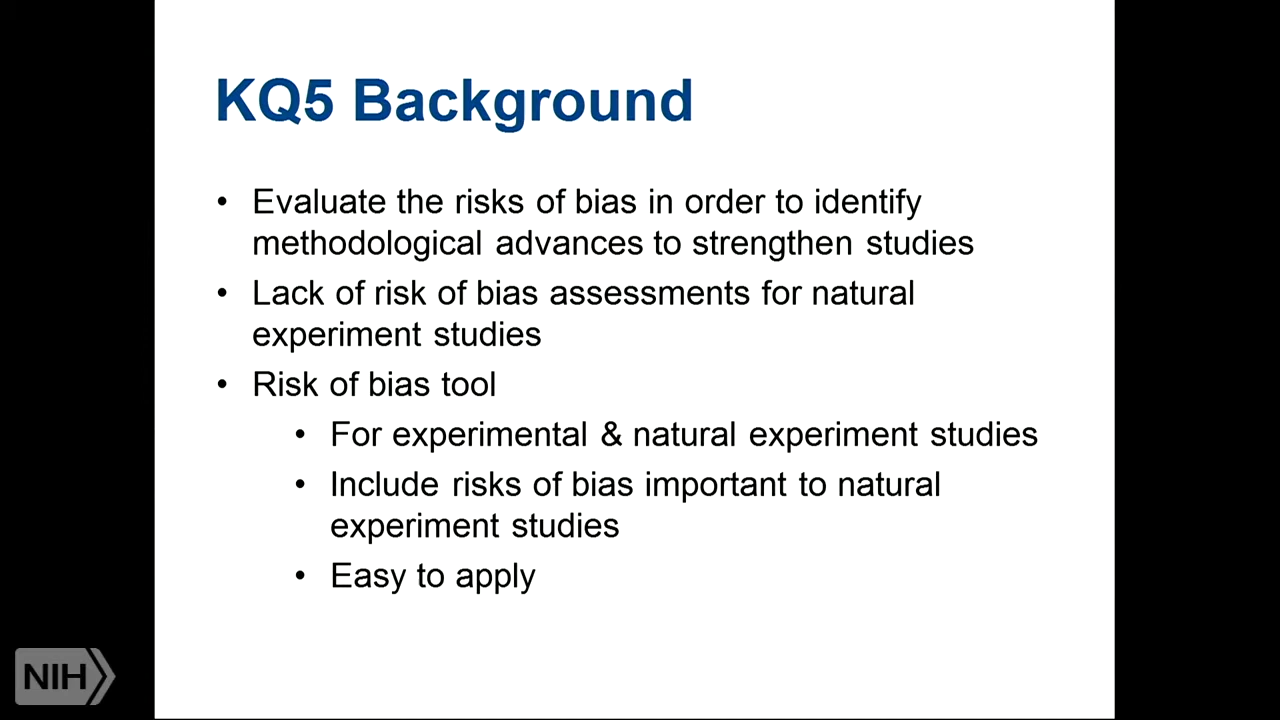 KQ5 Background
• Evaluate the risks of bias in order to identify
methodological advances to strengthen studies
• Lack of risk of bias assessments for natural
experiment studies
• Risk of bias tool
• For experimental & natural experiment studies
• Include risks of bias important to natural
experiment studies
• Easy to apply
NIH